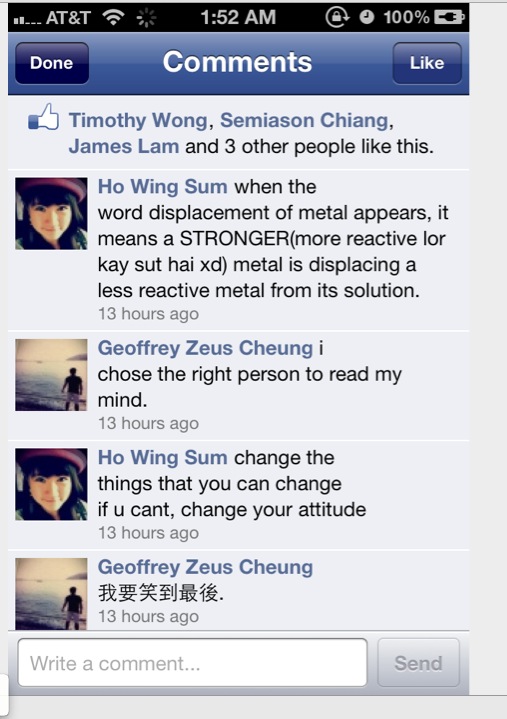 AT&T 1:52 AM 100%
Done Comments Like
Timothy Wong, Semiason Chiang,
James Lam and 3 other people like this.
Ho Wing Sum when the
word displacement of metal appears, it
means a STRONGER(more reactive lor
kay sut hai xd) metal is displacing a
less reactive metal from its solution.
13 hours ago
Geoffrey Zeus Cheung i
chose the right person to read my
mind.
13 hours ago
Ho Wing Sum change the
things that you can change
if u cant, change your attitude
13 hours ago
Geoffrey Zeus Cheung
我要笑到最後.
13 hours ago
Write a comment... Send